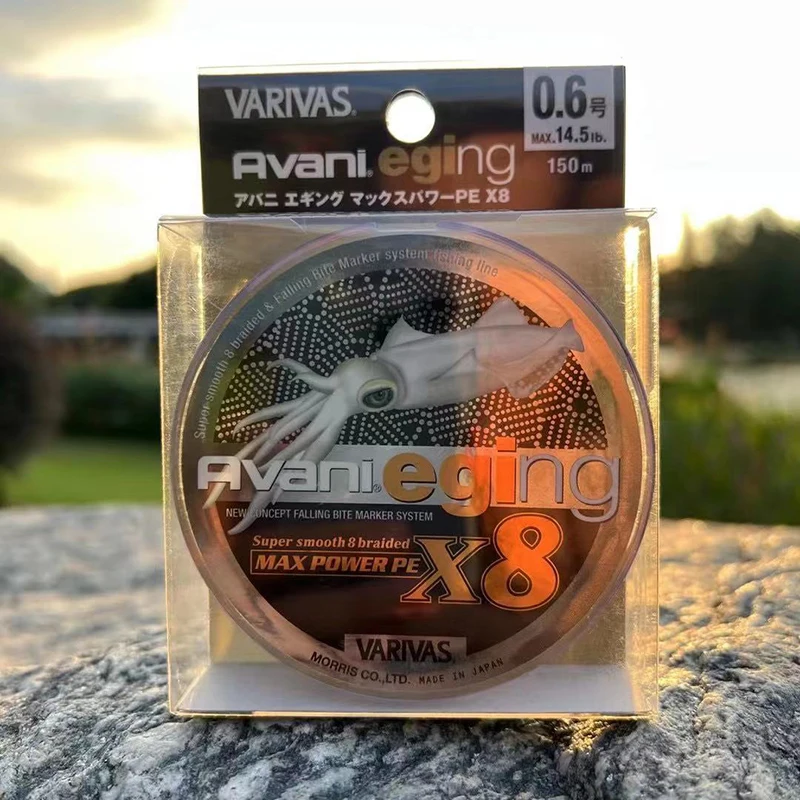 VARIVAS®
0.6号
MAX.14.5lb.
Avani® eging
150m
アバニ エギング マックスパワーPE X8
Super smooth 8 braided & Falling Bite Marker system fishing line
Avani® eging
NEW CONCEPT FALLING BITE MARKER SYSTEM
Super smooth 8 braided
MAX POWER PE X8
VARIVAS®
MORRIS CO.,LTD. MADE IN JAPAN